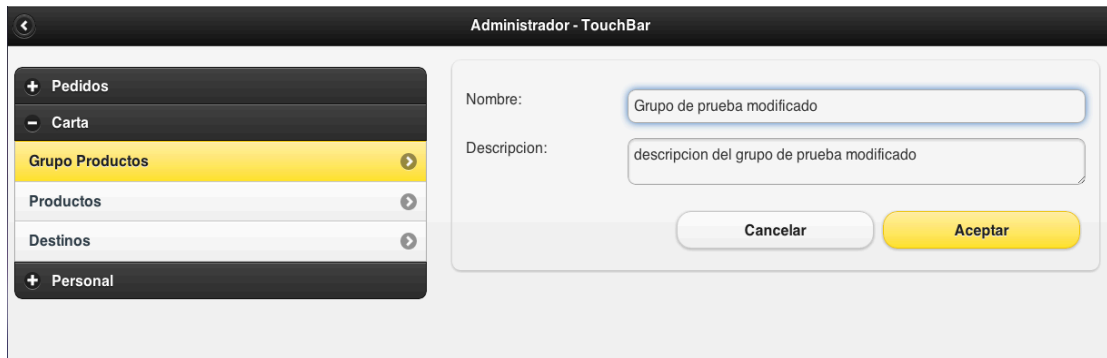 Administrador - TouchBar
Pedidos
Carta
Grupo Productos
Productos
Destinos
Personal
Nombre: Grupo de prueba modificado
Descripcion: descripcion del grupo de prueba modificado
Cancelar Aceptar